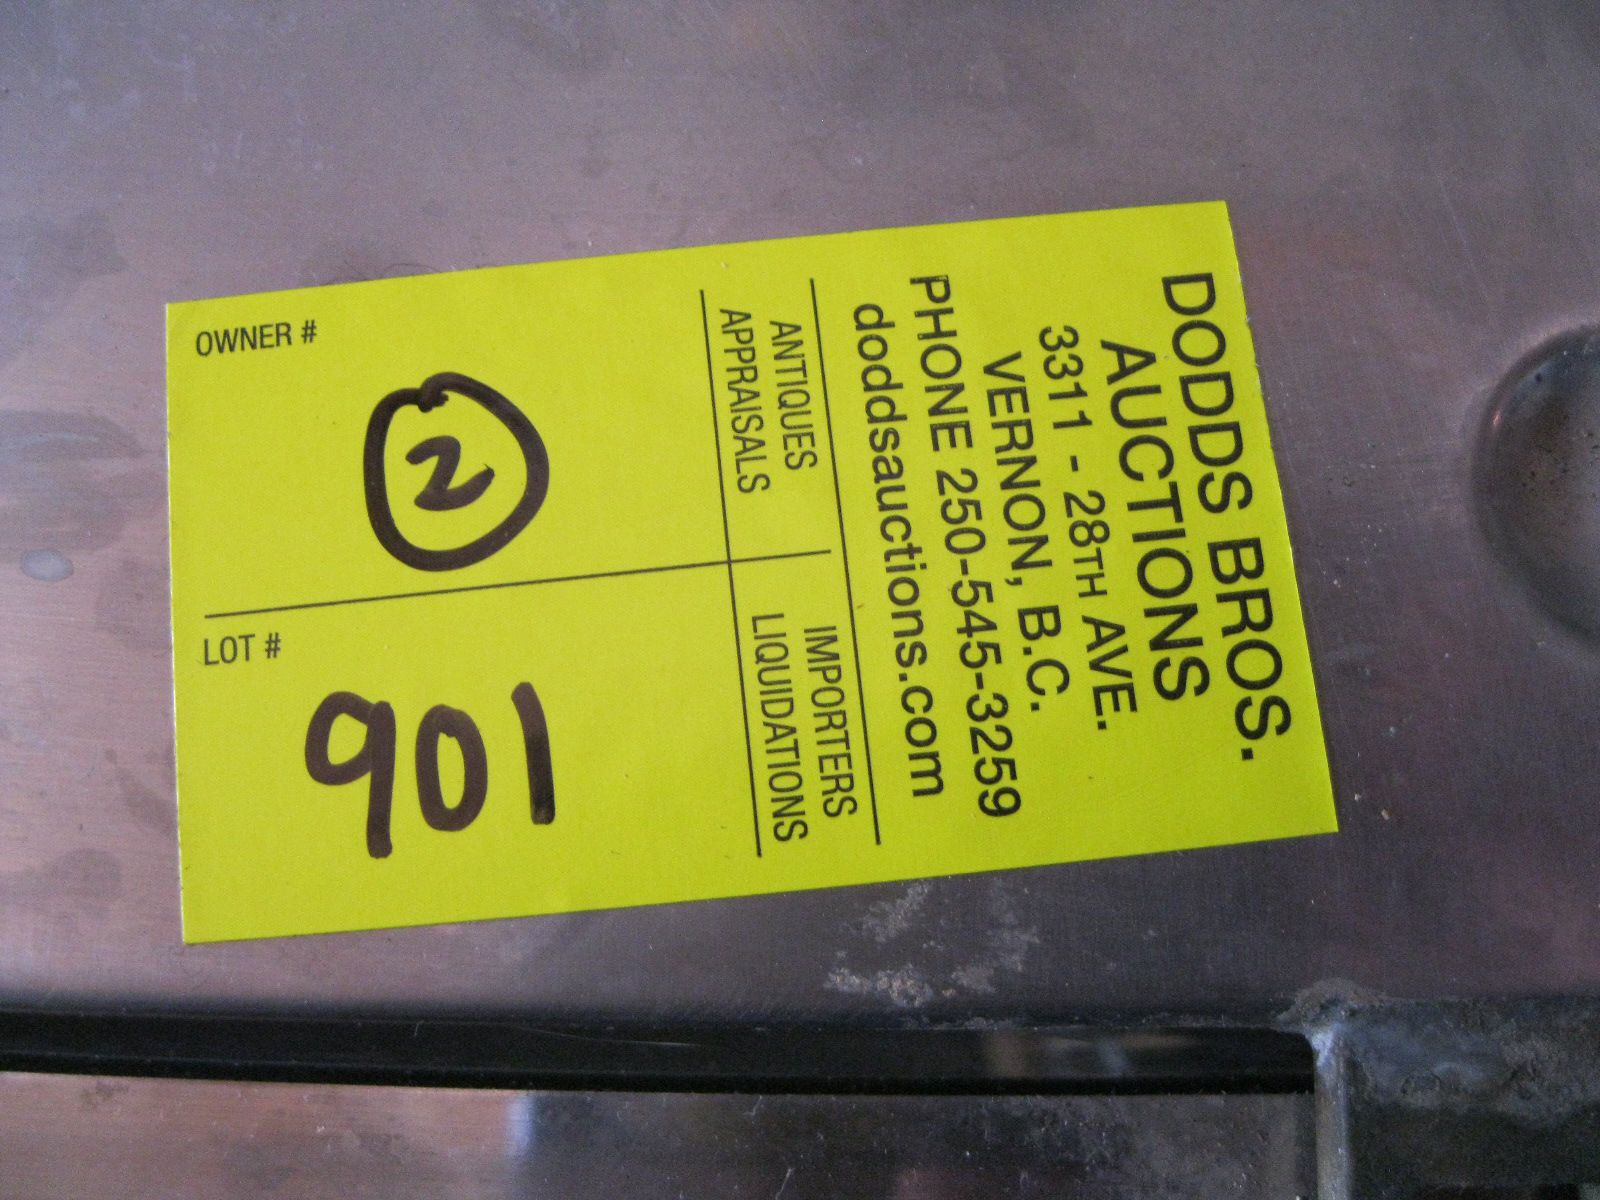 DODDS BROS.
AUCTIONS
3311 - 28TH AVE.
VERNON, B.C.
PHONE 250-545-3259
doddsauctions.com
ANTIQUES
APPRAISALS
IMPORTERS
LIQUIDATIONS
OWNER #
2
LOT #
901